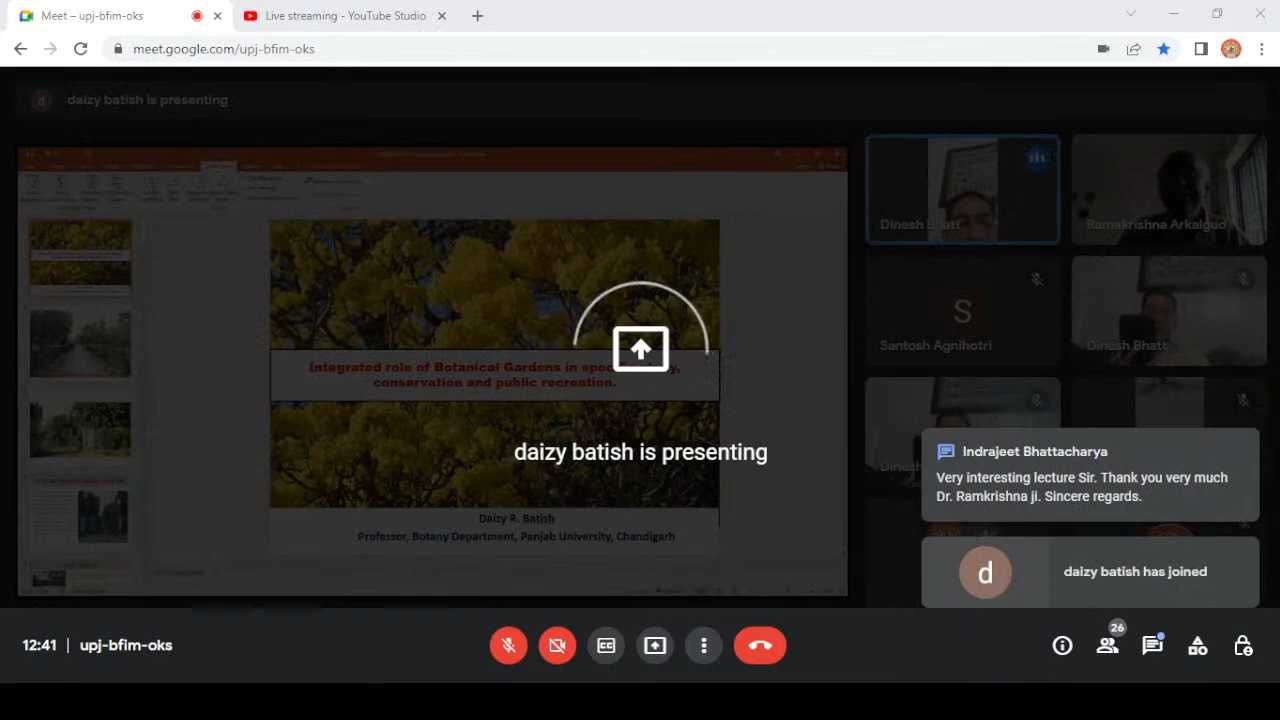 Meet – upj-bfim-oks
Live streaming - YouTube Studio
meet.google.com/upj-bfim-oks
d
daizy batish is presenting
Dinesh Bhatt
Ramakrishna Arkalgud
S
Santosh Agnihotri
Dinesh Bhatt
Integrated role of Botanical Gardens in
conservation and public recreation.
daizy batish is presenting
Daizy R. Batish
Professor, Botany Department, Panjab University, Chandigarh
Indrajeet Bhattacharya
Very interesting lecture Sir. Thank you very much
Dr. Ramkrishna ji. Sincere regards.
d
daizy batish has joined
12:41 | upj-bfim-oks
CC
26